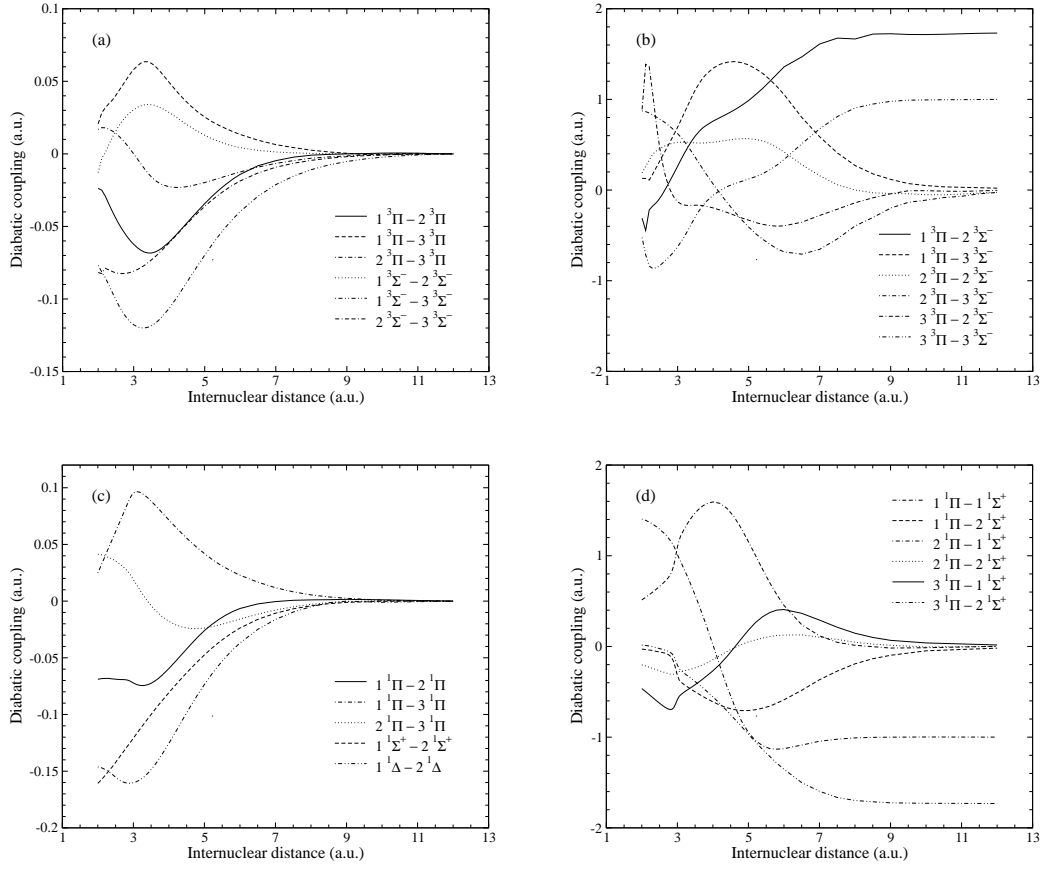 (a)
Diabatic coupling (a.u.)
0.1
0.05
0
-0.05
-0.1
-0.15
1 3 5 7 9 11 13
Internuclear distance (a.u.)
1 ³Π − 2 ³Π
1 ³Π − 3 ³Π
2 ³Π − 3 ³Π
1 ³Σ⁻ − 2 ³Σ⁻
1 ³Σ⁻ − 3 ³Σ⁻
2 ³Σ⁻ − 3 ³Σ⁻
(b)
Diabatic coupling (a.u.)
2
1
0
-1
-2
1 3 5 7 9 11 13
Internuclear distance (a.u.)
1 ³Π − 2 ³Σ⁻
1 ³Π − 3 ³Σ⁻
2 ³Π − 2 ³Σ⁻
2 ³Π − 3 ³Σ⁻
3 ³Π − 2 ³Σ⁻
3 ³Π − 3 ³Σ⁻
(c)
Diabatic coupling (a.u.)
0.1
0.05
0
-0.05
-0.1
-0.15
-0.2
1 3 5 7 9 11 13
Internuclear distance (a.u.)
1 ¹Π − 2 ¹Π
1 ¹Π − 3 ¹Π
2 ¹Π − 3 ¹Π
1 ¹Σ⁺ − 2 ¹Σ⁺
1 ¹Δ − 2 ¹Δ
(d)
Diabatic coupling (a.u.)
2
1
0
-1
-2
1 3 5 7 9 11 13
Internuclear distance (a.u.)
1 ¹Π − 1 ¹Σ⁺
1 ¹Π − 2 ¹Σ⁺
2 ¹Π − 1 ¹Σ⁺
2 ¹Π − 2 ¹Σ⁺
3 ¹Π − 1 ¹Σ⁺
3 ¹Π − 2 ¹Σ⁺